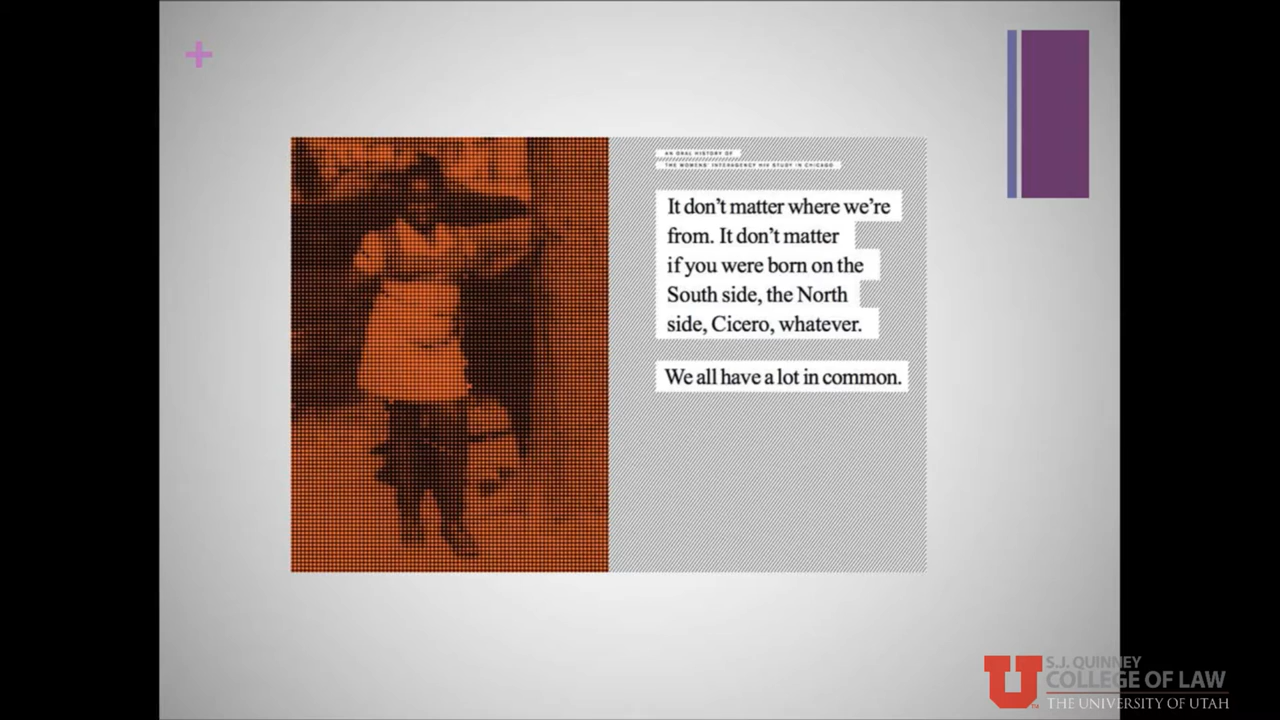 AN ORAL HISTORY OF
THE WOMENS' INTERAGENCY HIV STUDY IN CHICAGO
It don't matter where we're
from. It don't matter
if you were born on the
South side, the North
side, Cicero, whatever.
We all have a lot in common.
U
S.J. QUINNEY
COLLEGE OF LAW
THE UNIVERSITY OF UTAH